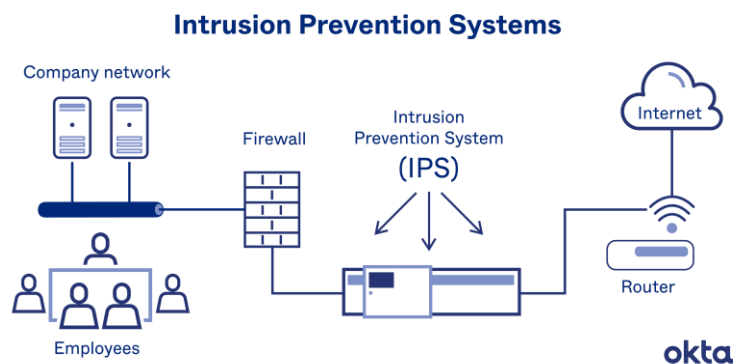 Intrusion Prevention Systems
Company network
Firewall
Intrusion
Prevention System
(IPS)
Internet
Router
Employees
okta